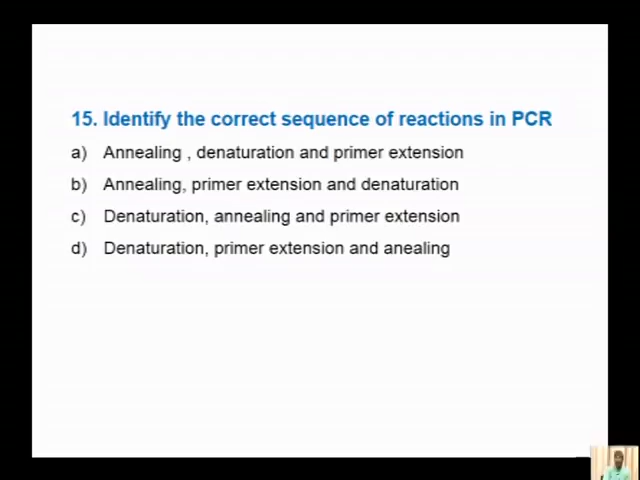 15. Identify the correct sequence of reactions in PCR
a) Annealing , denaturation and primer extension
b) Annealing, primer extension and denaturation
c) Denaturation, annealing and primer extension
d) Denaturation, primer extension and anealing